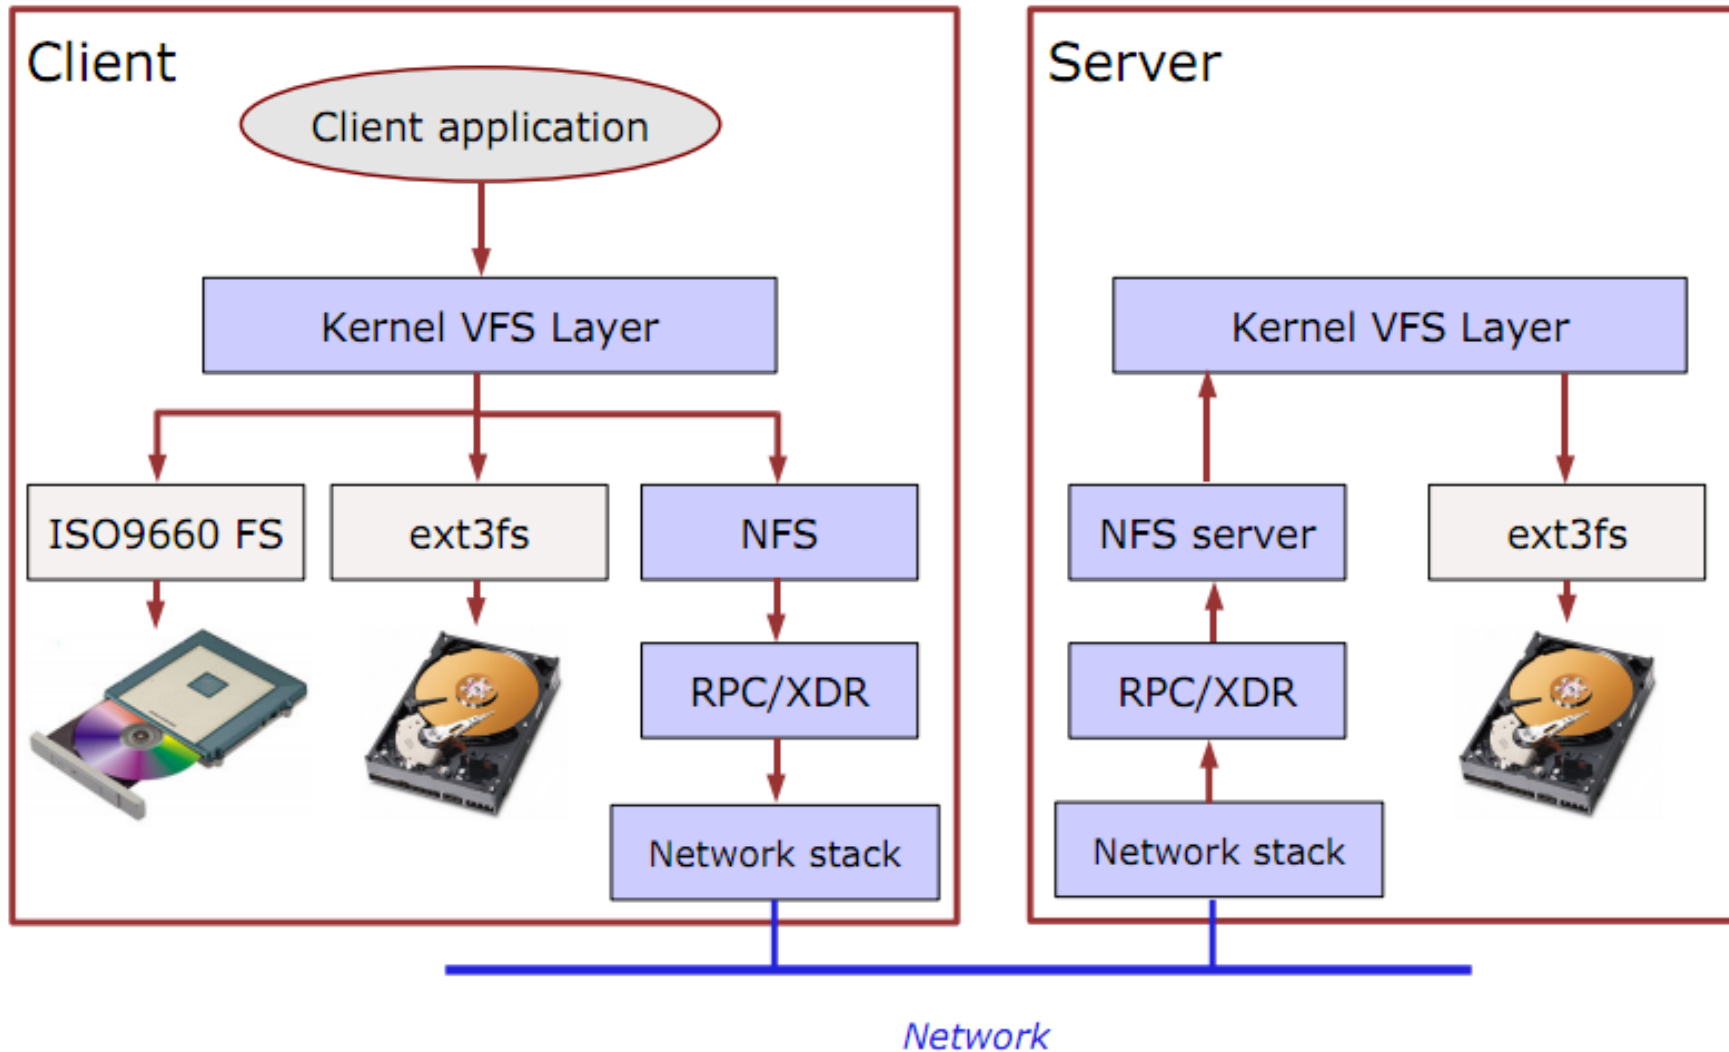 Client
Client application
Kernel VFS Layer
ISO9660 FS
ext3fs
NFS
RPC/XDR
Network stack
Server
Kernel VFS Layer
NFS server
ext3fs
RPC/XDR
Network stack
Network